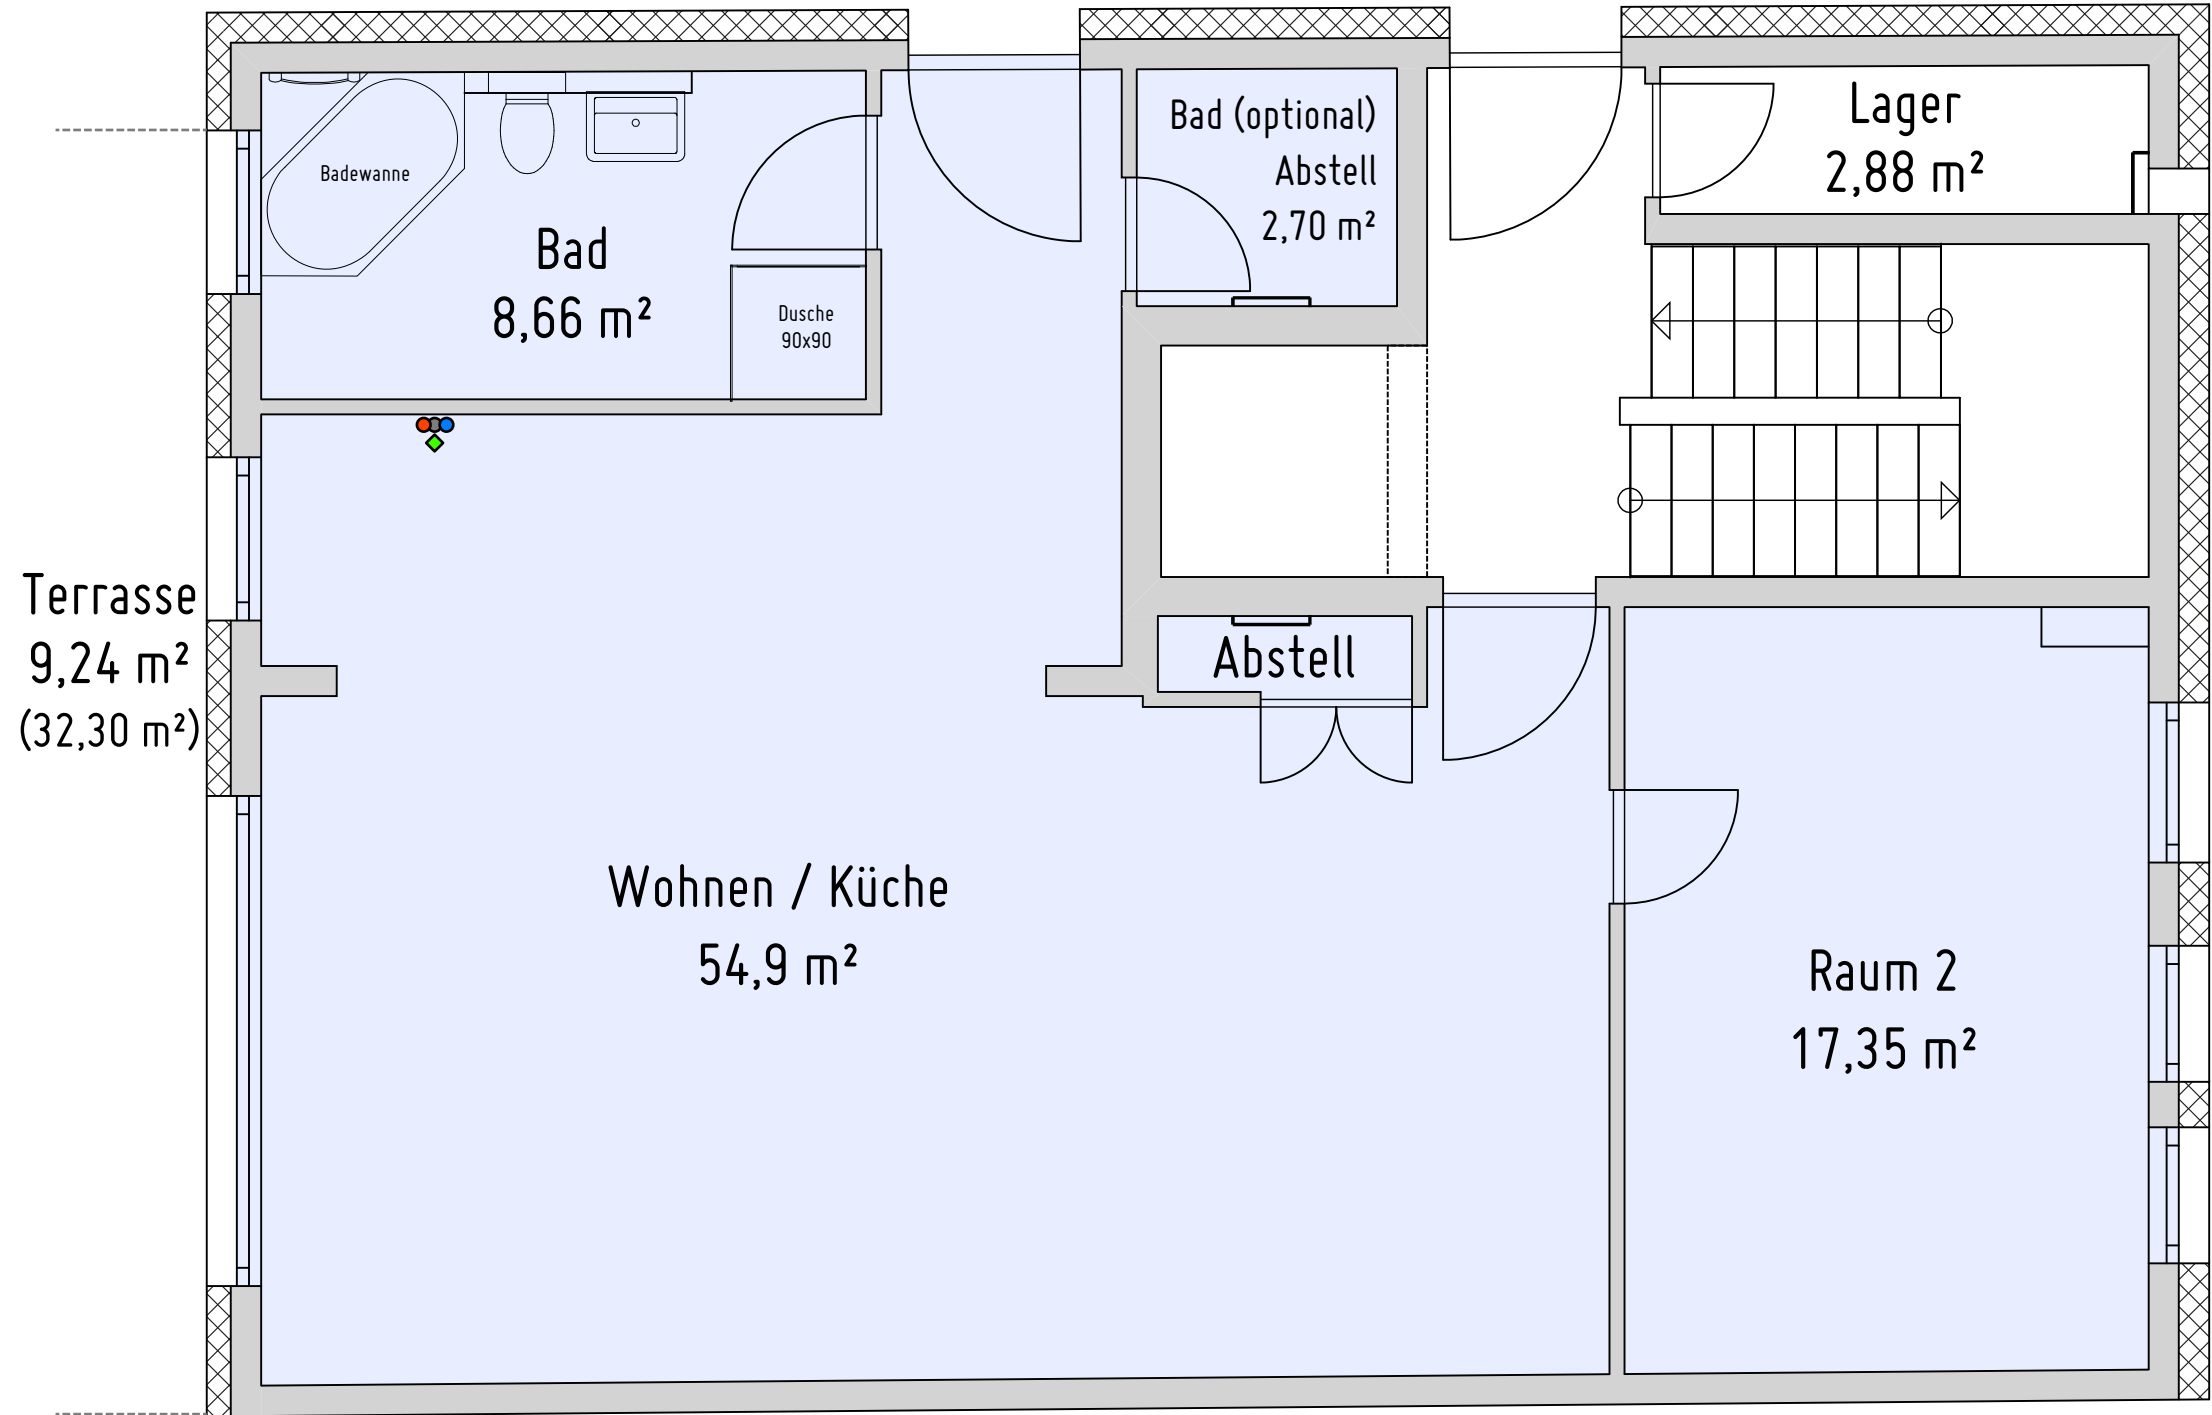 Badewanne
Bad
8,66 m²
Dusche
90x90
Bad (optional)
Abstell
2,70 m²
Lager
2,88 m²
Terrasse
9,24 m²
(32,30 m²)
Abstell
Wohnen / Küche
54,9 m²
Raum 2
17,35 m²